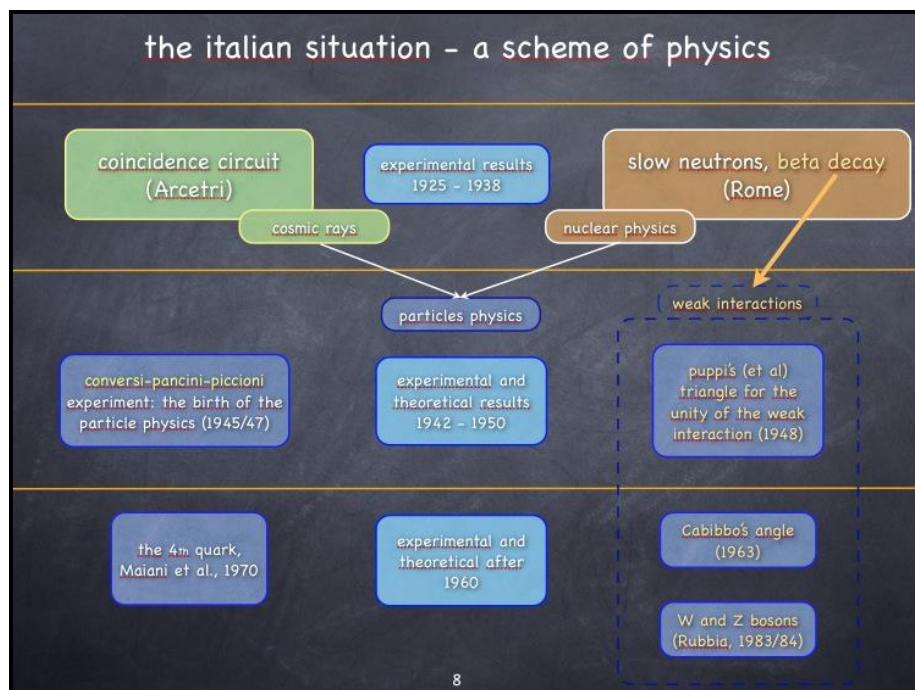 the italian situation - a scheme of physics
coincidence circuit
(Arcetri)
cosmic rays
experimental results
1925 - 1938
slow neutrons, beta decay
(Rome)
nuclear physics
particles physics
weak interactions
conversi-pancini-piccioni
experiment: the birth of the
particle physics (1945/47)
experimental and
theoretical results
1942 - 1950
puppi's (et al)
triangle for the
unity of the weak
interaction (1948)
the 4th quark,
Maiani et al., 1970
experimental and
theoretical after
1960
Cabibbo's angle
(1963)
W and Z bosons
(Rubbia, 1983/84)
8